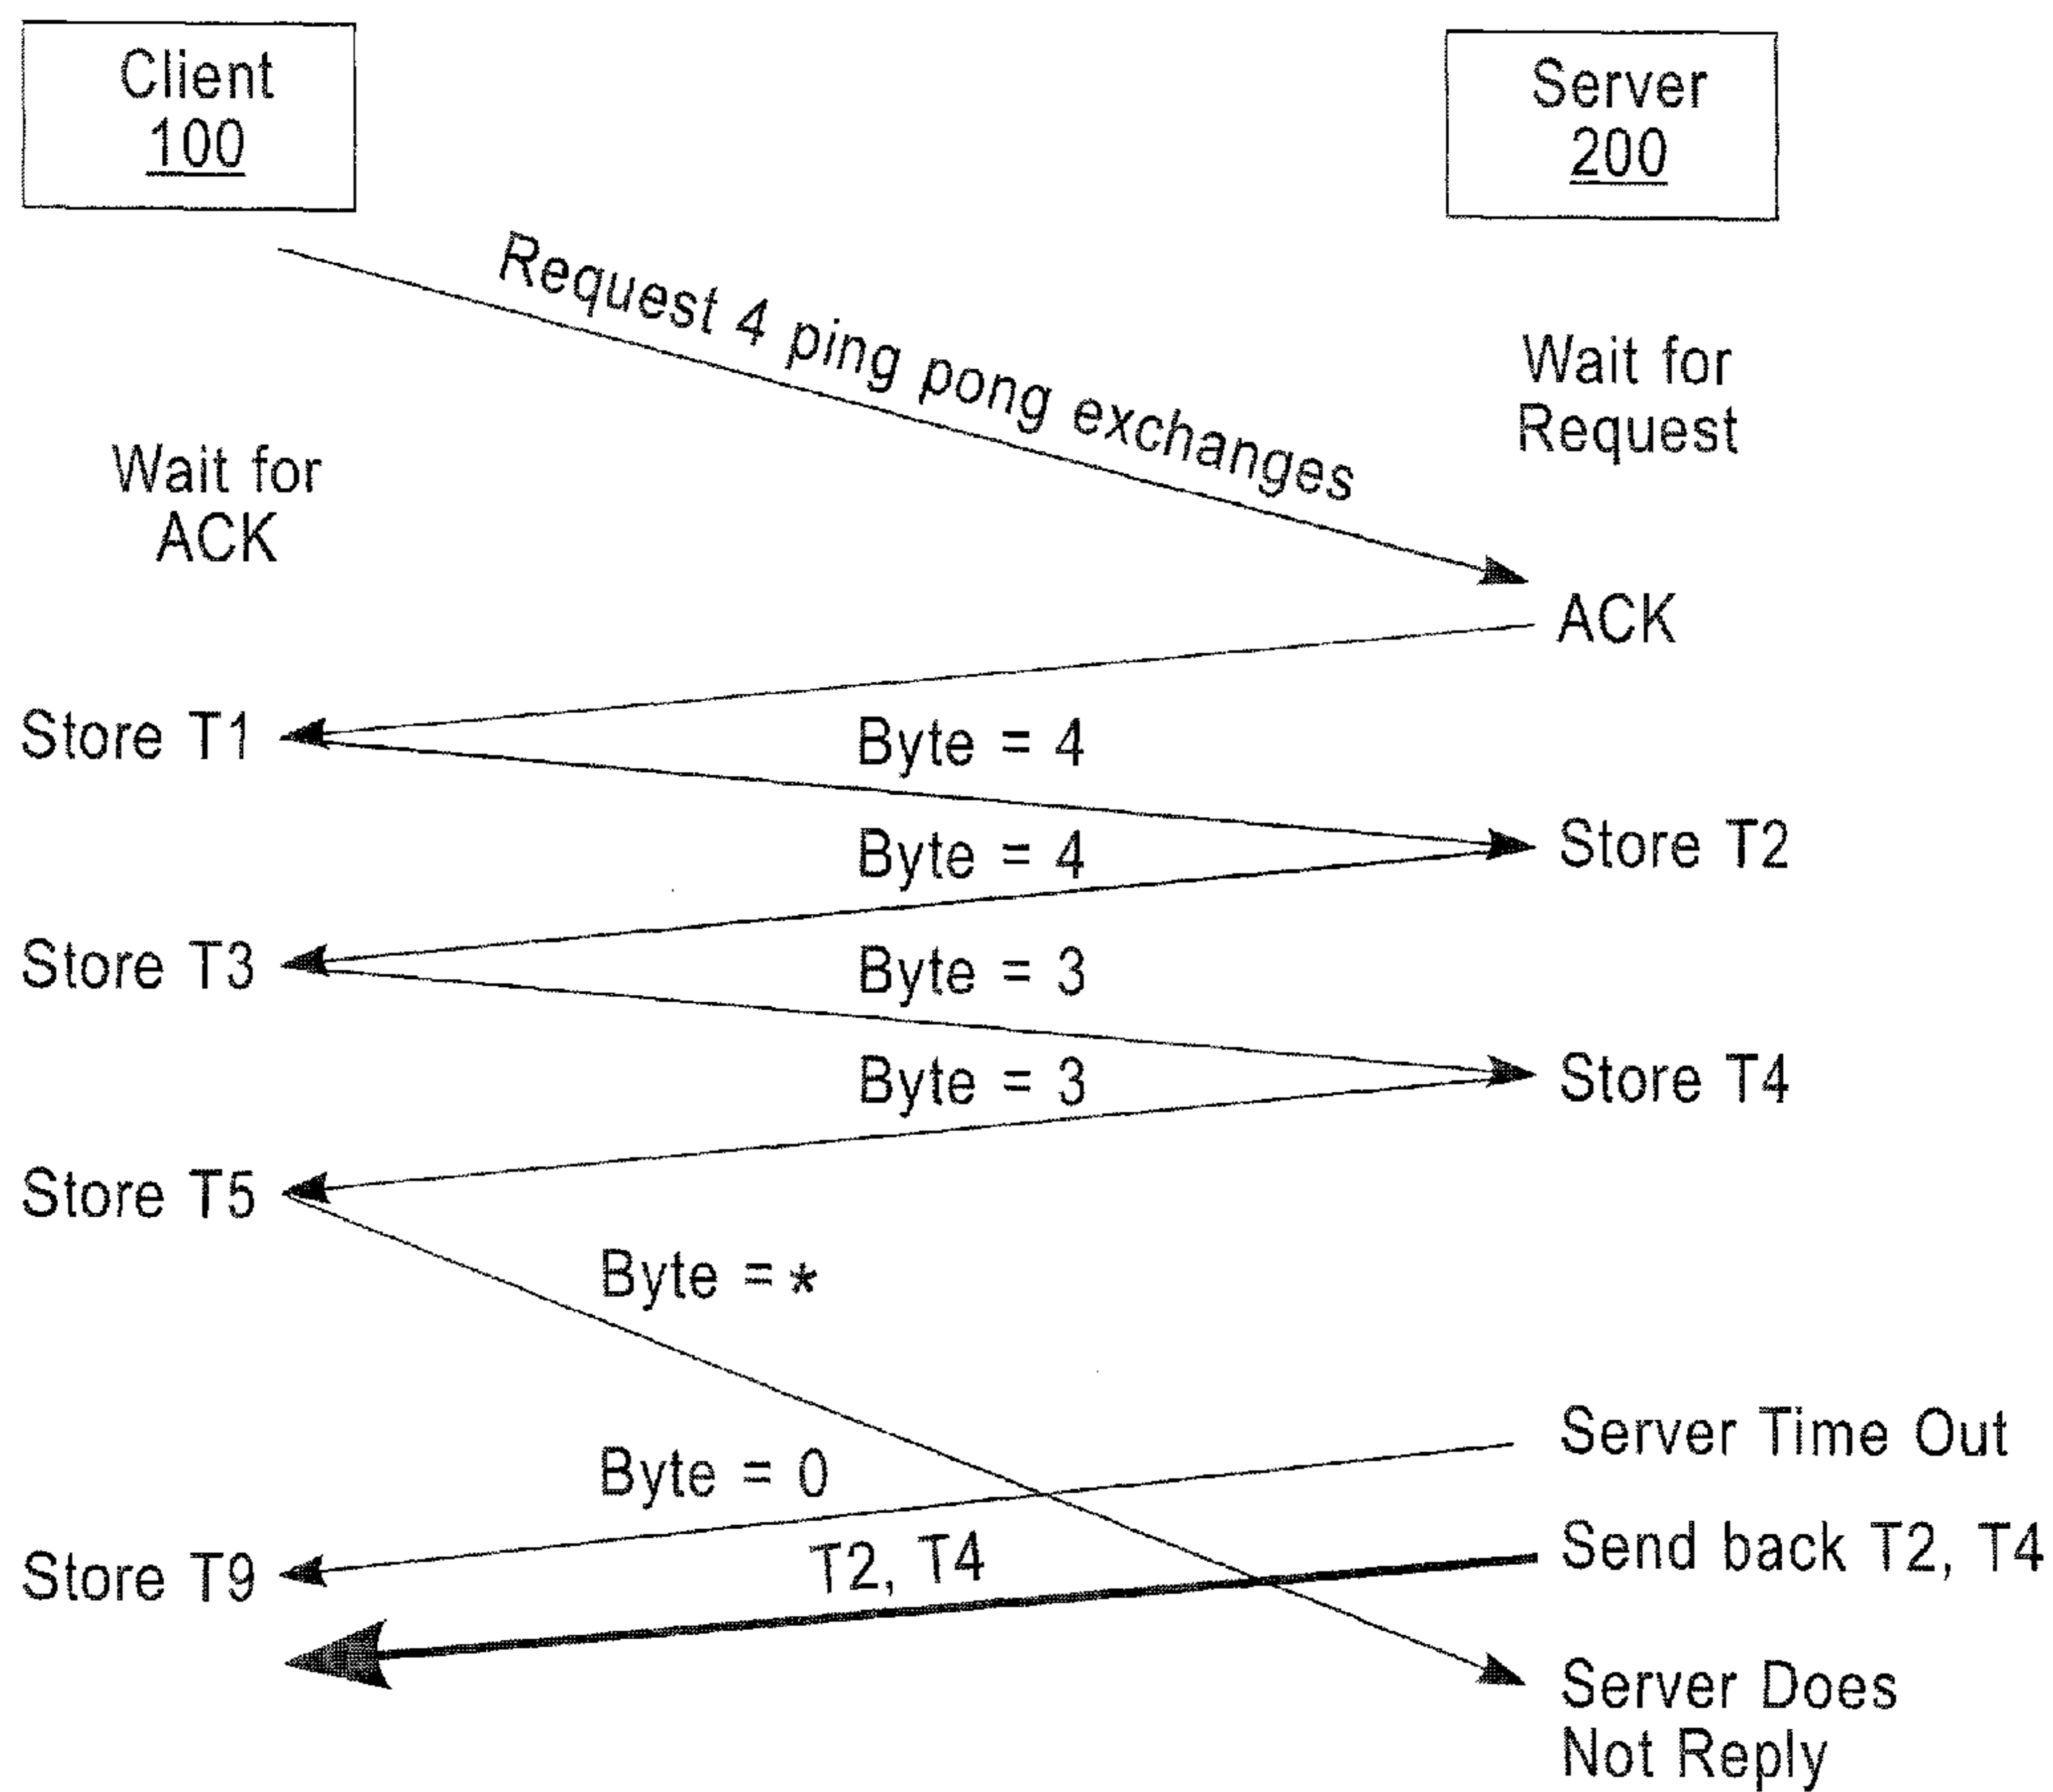 Client
100
Server
200
Request 4 ping pong exchanges
Wait for
Request
Wait for
ACK
ACK
Store T1
Byte = 4
Store T2
Byte = 4
Store T3
Byte = 3
Store T4
Byte = 3
Store T5
Byte = *
Server Time Out
Byte = 0
Send back T2, T4
T2, T4
Store T9
Server Does
Not Reply